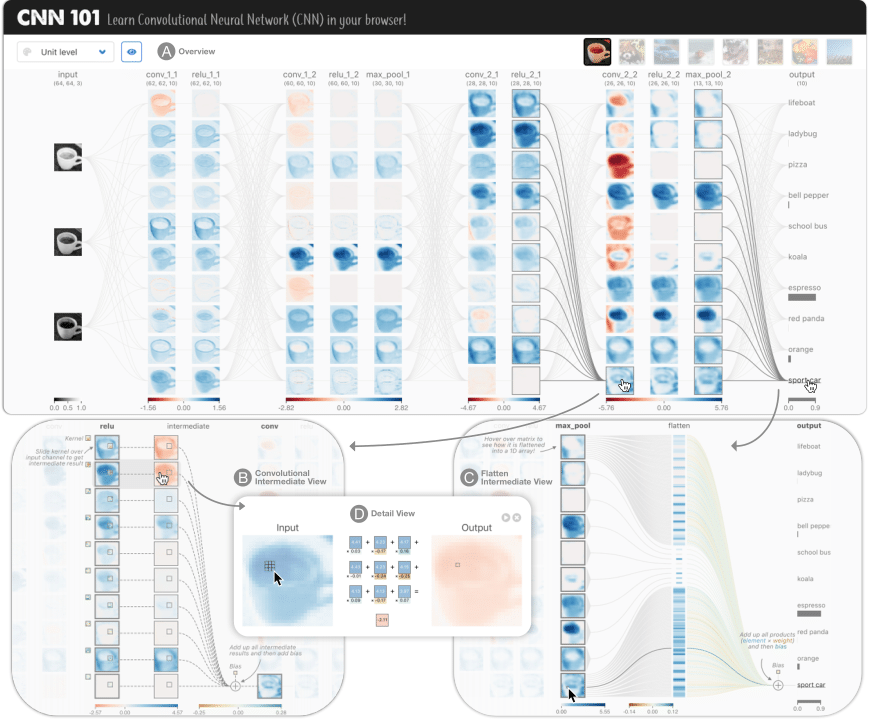 CNN 101 Learn Convolutional Neural Network (CNN) in your browser!
Unit level
A Overview
input conv_1_1 relu_1_1 conv_1_2 relu_1_2 max_pool_1 conv_2_1 relu_2_1 conv_2_2 relu_2_2 max_pool_2 output
(64, 64, 3) (62, 62, 10) (62, 62, 10) (60, 60, 10) (60, 60, 10) (30, 30, 10) (28, 28, 10) (28, 28, 10) (26, 26, 10) (26, 26, 10) (13, 13, 10) (10)
lifeboat
ladybug
pizza
bell pepper
school bus
koala
espresso
red panda
orange
sport car
0.0 0.5 1.0 -1.56 0.00 1.56 -2.82 0.00 2.82 -4.67 0.00 4.67 -5.76 0.00 5.76 0 0.9
relu intermediate conv
Kernel
Slide kernel over
input channel to get
intermediate result
B Convolutional
Intermediate View
Add up all intermediate
results and then add bias
Bias
0.00 4.67 0.00
D Detail View
Input Output
C Flatten
Intermediate View
max_pool flatten output
Hover over matrix to
see how it is flattened
into a 1D array!
lifeboat
ladybug
pizza
bell peppe
school bus
koala
espresso
red panda
orange
sport car
Add up all products
(element × weight)
and then bias
Bias
0.00 -0.14 0.00 0.12 0.0 0.9